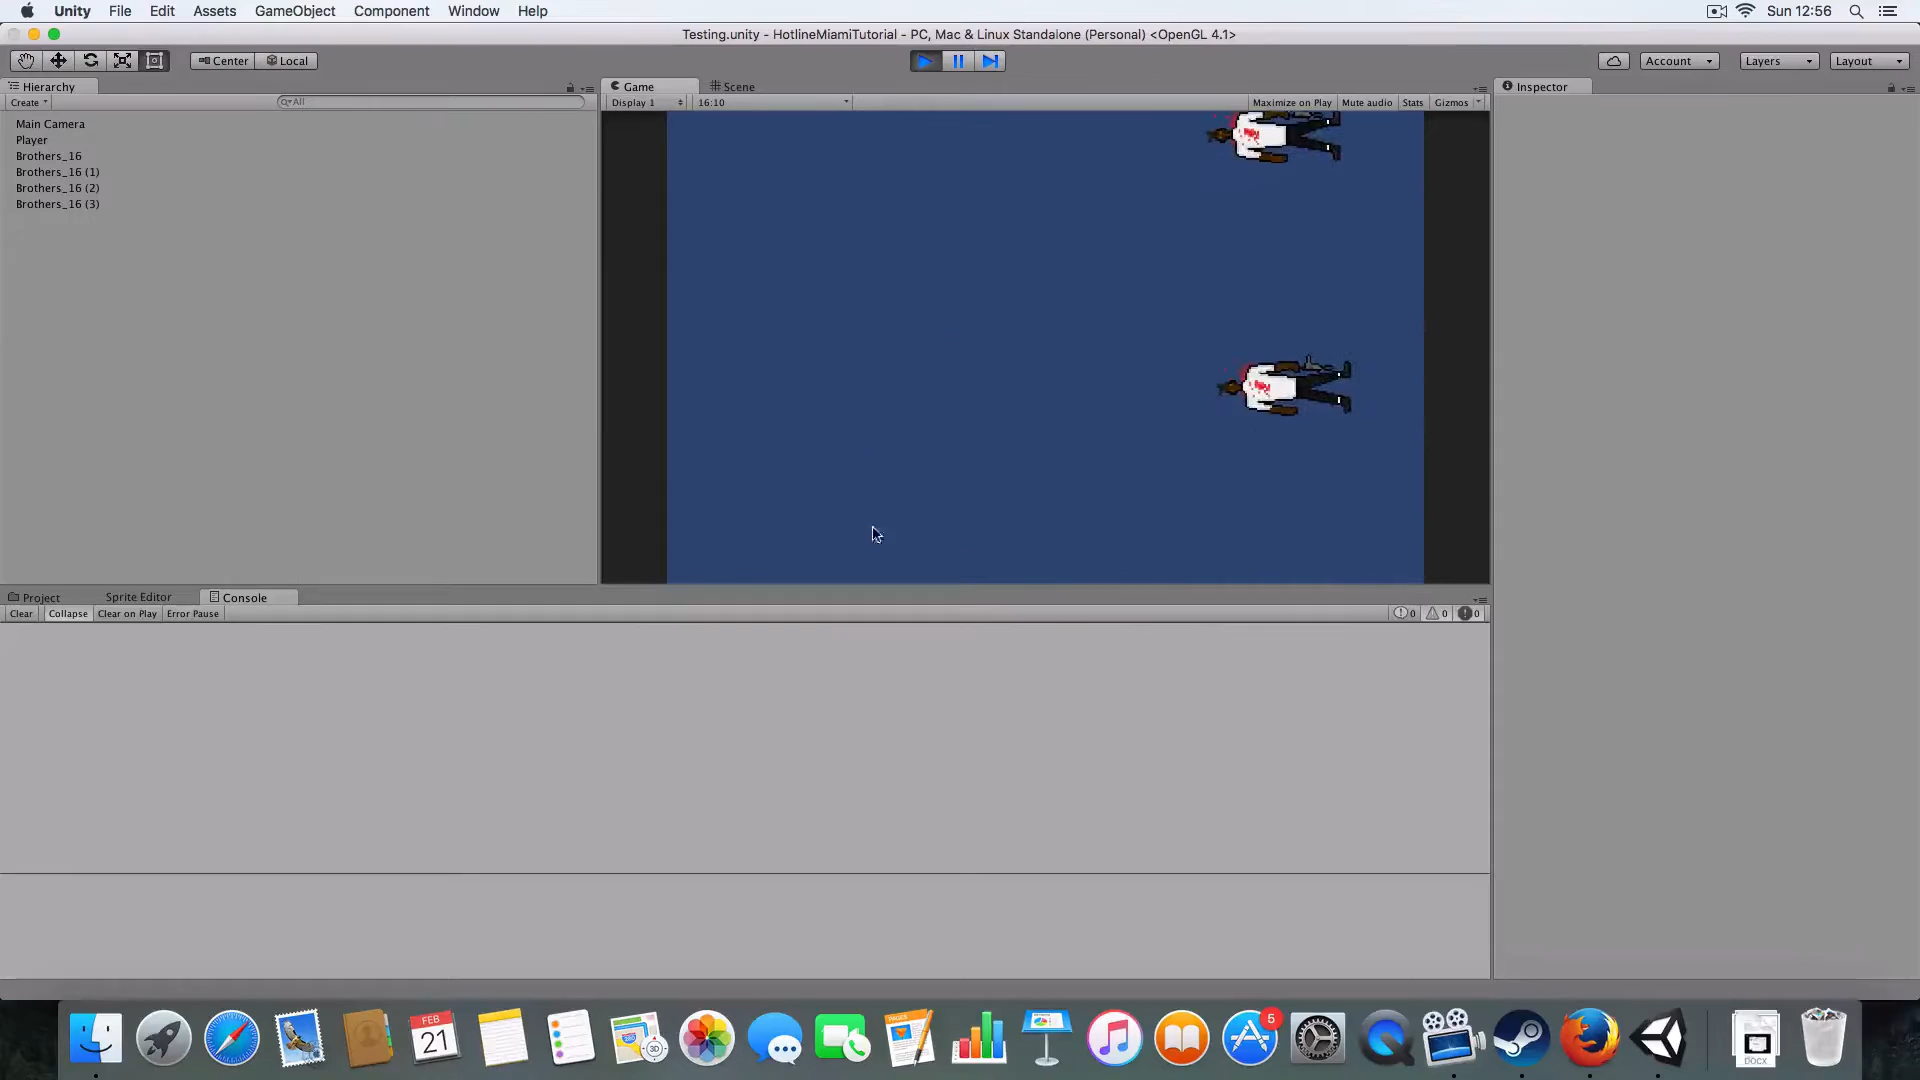 Unity File Edit Assets GameObject Component Window Help Sun 12:56
Testing.unity - HotlineMiamiTutorial - PC, Mac & Linux Standalone (Personal) <OpenGL 4.1>
Center Local Account Layers Layout
Hierarchy Game Scene Inspector
Create All Display 1 16:10 Maximize on Play Mute audio Stats Gizmos
Main Camera
Player
Brothers_16
Brothers_16 (1)
Brothers_16 (2)
Brothers_16 (3)
Project Sprite Editor Console
Clear Collapse Clear on Play Error Pause 0 0 0
FEB
21
3D
PAGES
5
DOCX